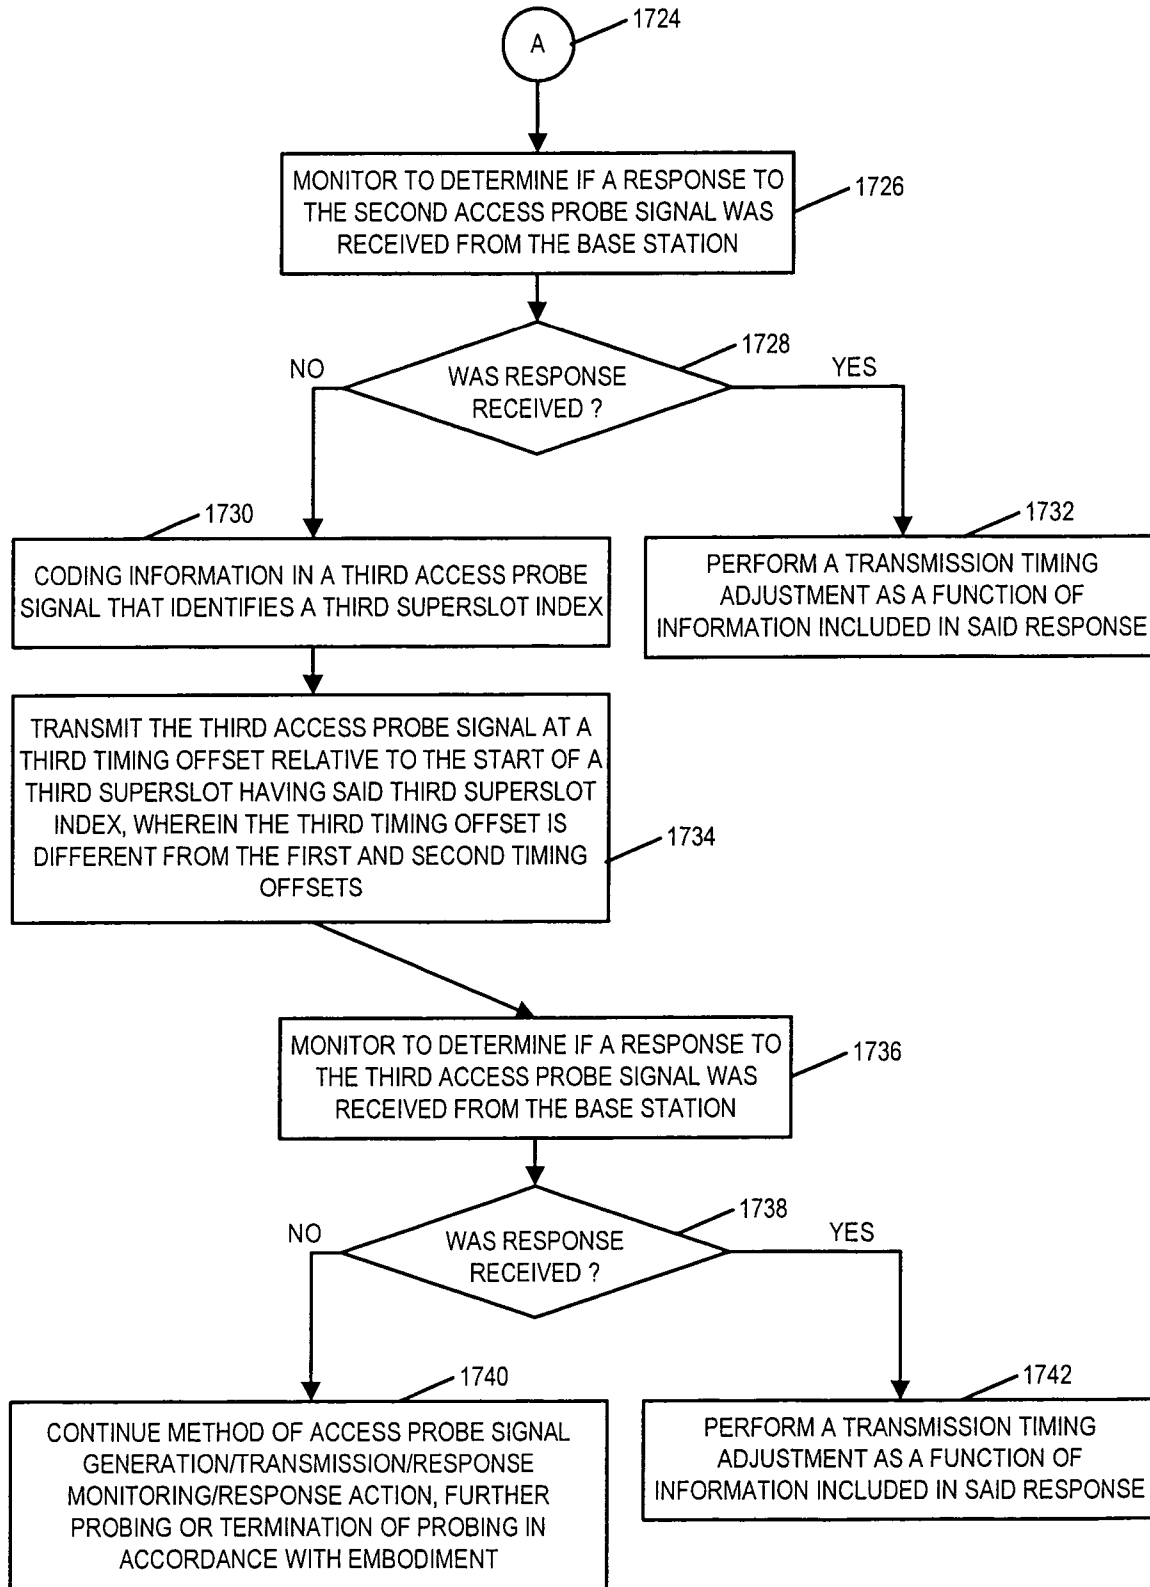 1724
A
MONITOR TO DETERMINE IF A RESPONSE TO
THE SECOND ACCESS PROBE SIGNAL WAS
RECEIVED FROM THE BASE STATION
1726
1728
NO
YES
WAS RESPONSE
RECEIVED ?
1730
CODING INFORMATION IN A THIRD ACCESS PROBE
SIGNAL THAT IDENTIFIES A THIRD SUPERSLOT INDEX
1732
PERFORM A TRANSMISSION TIMING
ADJUSTMENT AS A FUNCTION OF
INFORMATION INCLUDED IN SAID RESPONSE
TRANSMIT THE THIRD ACCESS PROBE SIGNAL AT A
THIRD TIMING OFFSET RELATIVE TO THE START OF A
THIRD SUPERSLOT HAVING SAID THIRD SUPERSLOT
INDEX, WHEREIN THE THIRD TIMING OFFSET IS
DIFFERENT FROM THE FIRST AND SECOND TIMING
OFFSETS
1734
MONITOR TO DETERMINE IF A RESPONSE TO
THE THIRD ACCESS PROBE SIGNAL WAS
RECEIVED FROM THE BASE STATION
1736
1738
NO
YES
WAS RESPONSE
RECEIVED ?
1740
CONTINUE METHOD OF ACCESS PROBE SIGNAL
GENERATION/TRANSMISSION/RESPONSE
MONITORING/RESPONSE ACTION, FURTHER
PROBING OR TERMINATION OF PROBING IN
ACCORDANCE WITH EMBODIMENT
1742
PERFORM A TRANSMISSION TIMING
ADJUSTMENT AS A FUNCTION OF
INFORMATION INCLUDED IN SAID RESPONSE